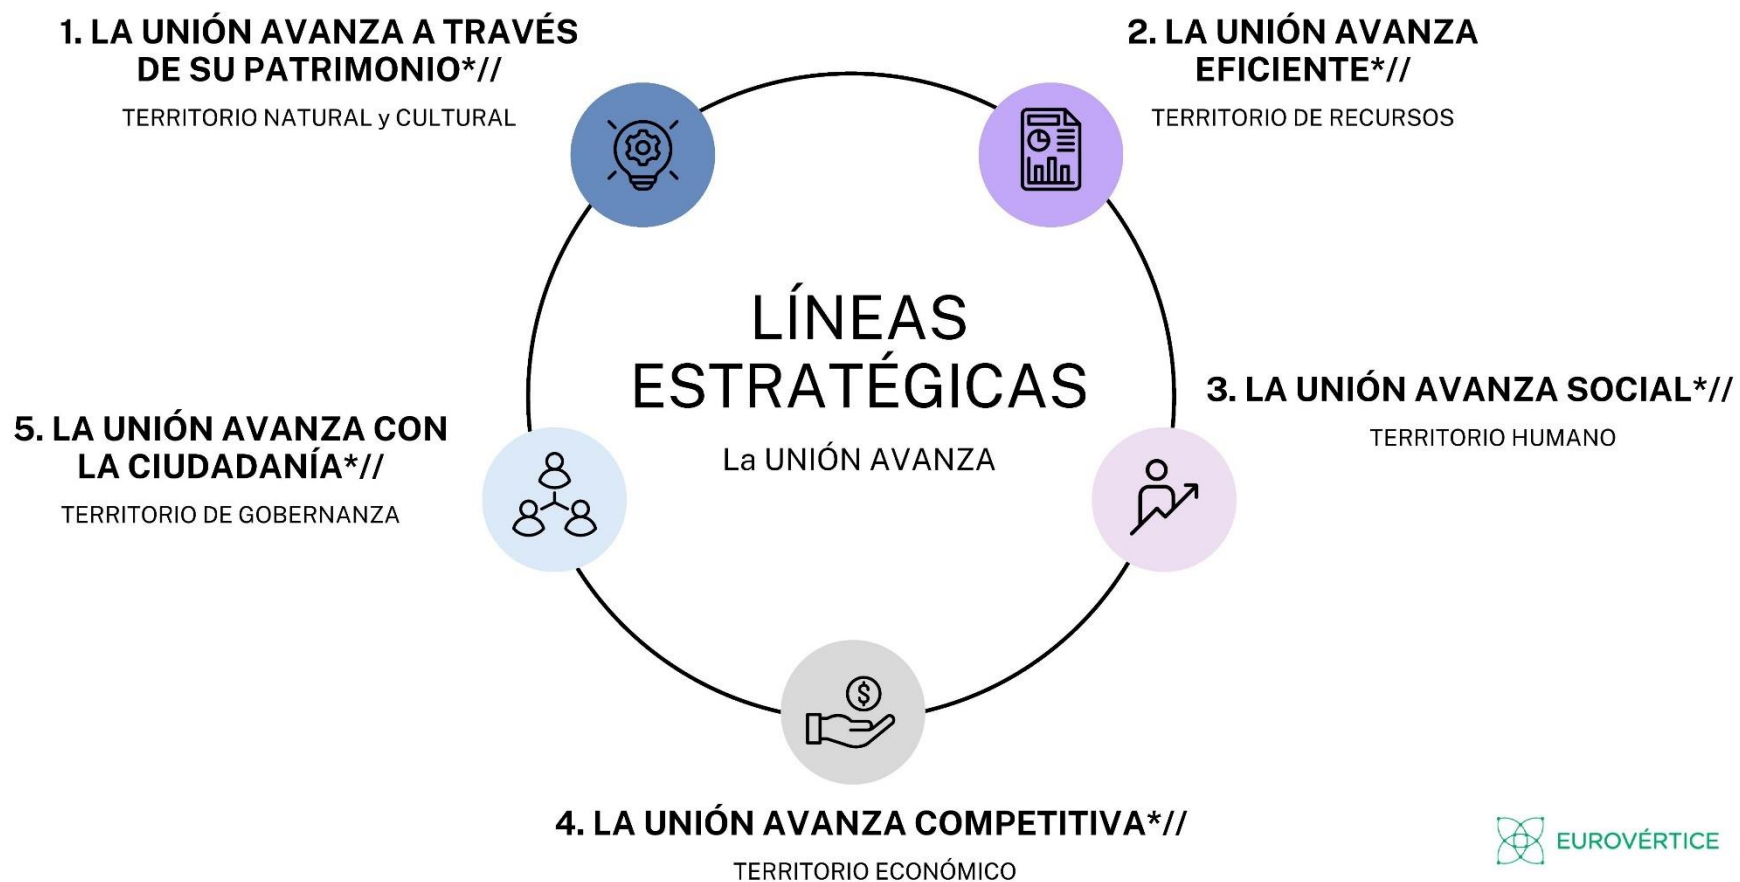 1. LA UNIÓN AVANZA A TRAVÉS
DE SU PATRIMONIO*//
TERRITORIO NATURAL y CULTURAL
2. LA UNIÓN AVANZA
EFICIENTE*//
TERRITORIO DE RECURSOS
LÍNEAS
ESTRATÉGICAS
La UNIÓN AVANZA
3. LA UNIÓN AVANZA SOCIAL*//
TERRITORIO HUMANO
5. LA UNIÓN AVANZA CON
LA CIUDADANÍA*//
TERRITORIO DE GOBERNANZA
$
4. LA UNIÓN AVANZA COMPETITIVA*//
TERRITORIO ECONÓMICO
EUROVÉRTICE